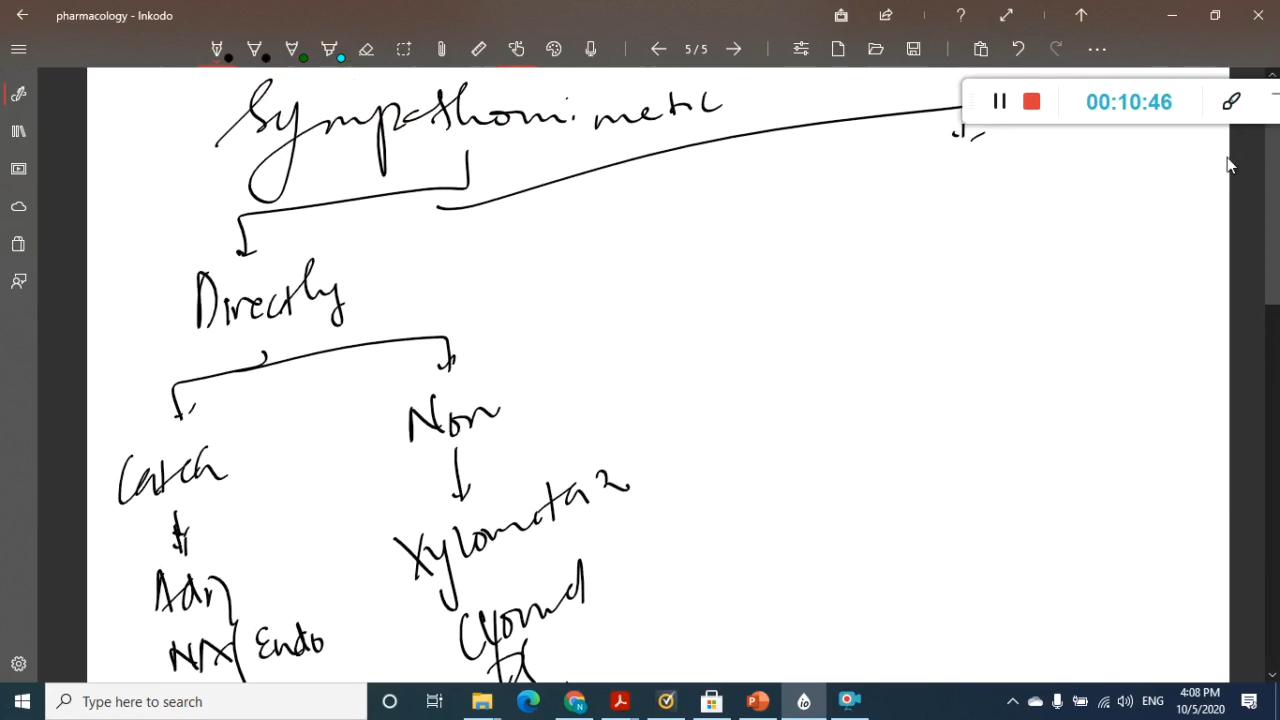 pharmacology - Inkodo
5/5
00:10:46
Sympathomimetic
Directly
Catch
Non
Xylometa
Adr
NA Endo
Type here to search
ENG
4:08 PM
10/5/2020